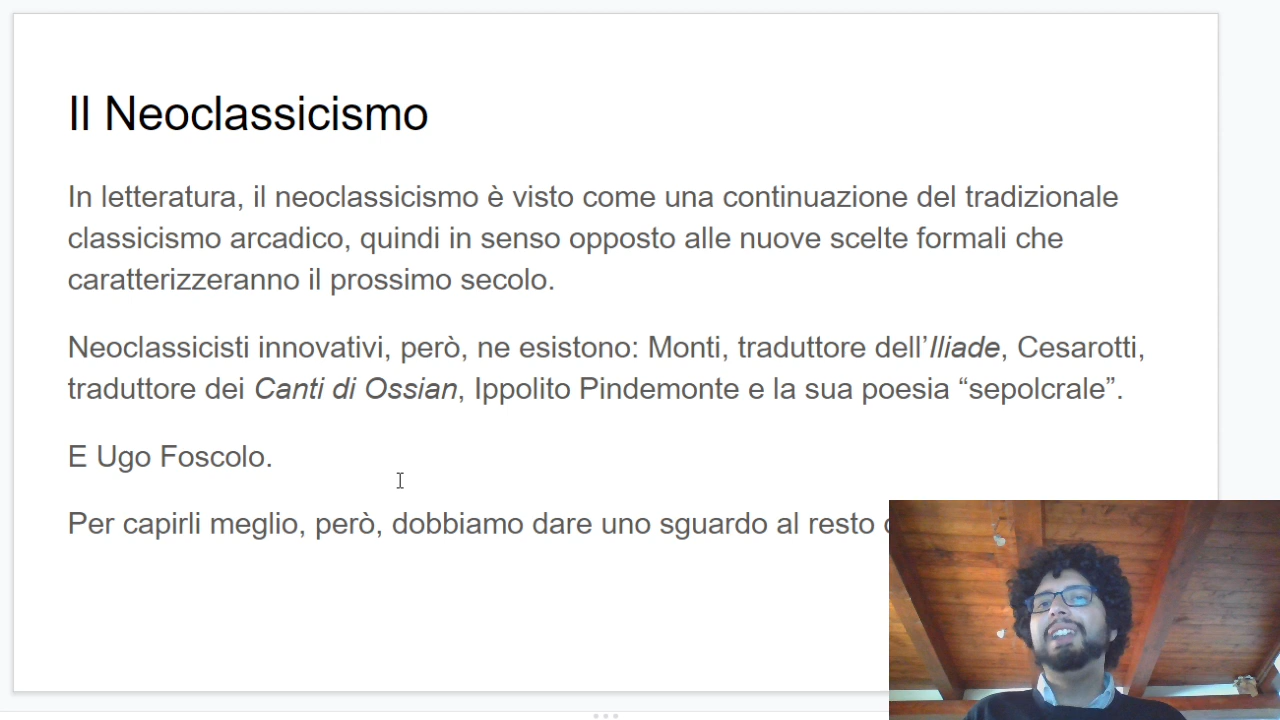 Il Neoclassicismo
In letteratura, il neoclassicismo è visto come una continuazione del tradizionale
classicismo arcadico, quindi in senso opposto alle nuove scelte formali che
caratterizzeranno il prossimo secolo.
Neoclassicisti innovativi, però, ne esistono: Monti, traduttore dell’Iliade, Cesarotti,
traduttore dei Canti di Ossian, Ippolito Pindemonte e la sua poesia “sepolcrale”.
E Ugo Foscolo.
Per capirli meglio, però, dobbiamo dare uno sguardo al resto